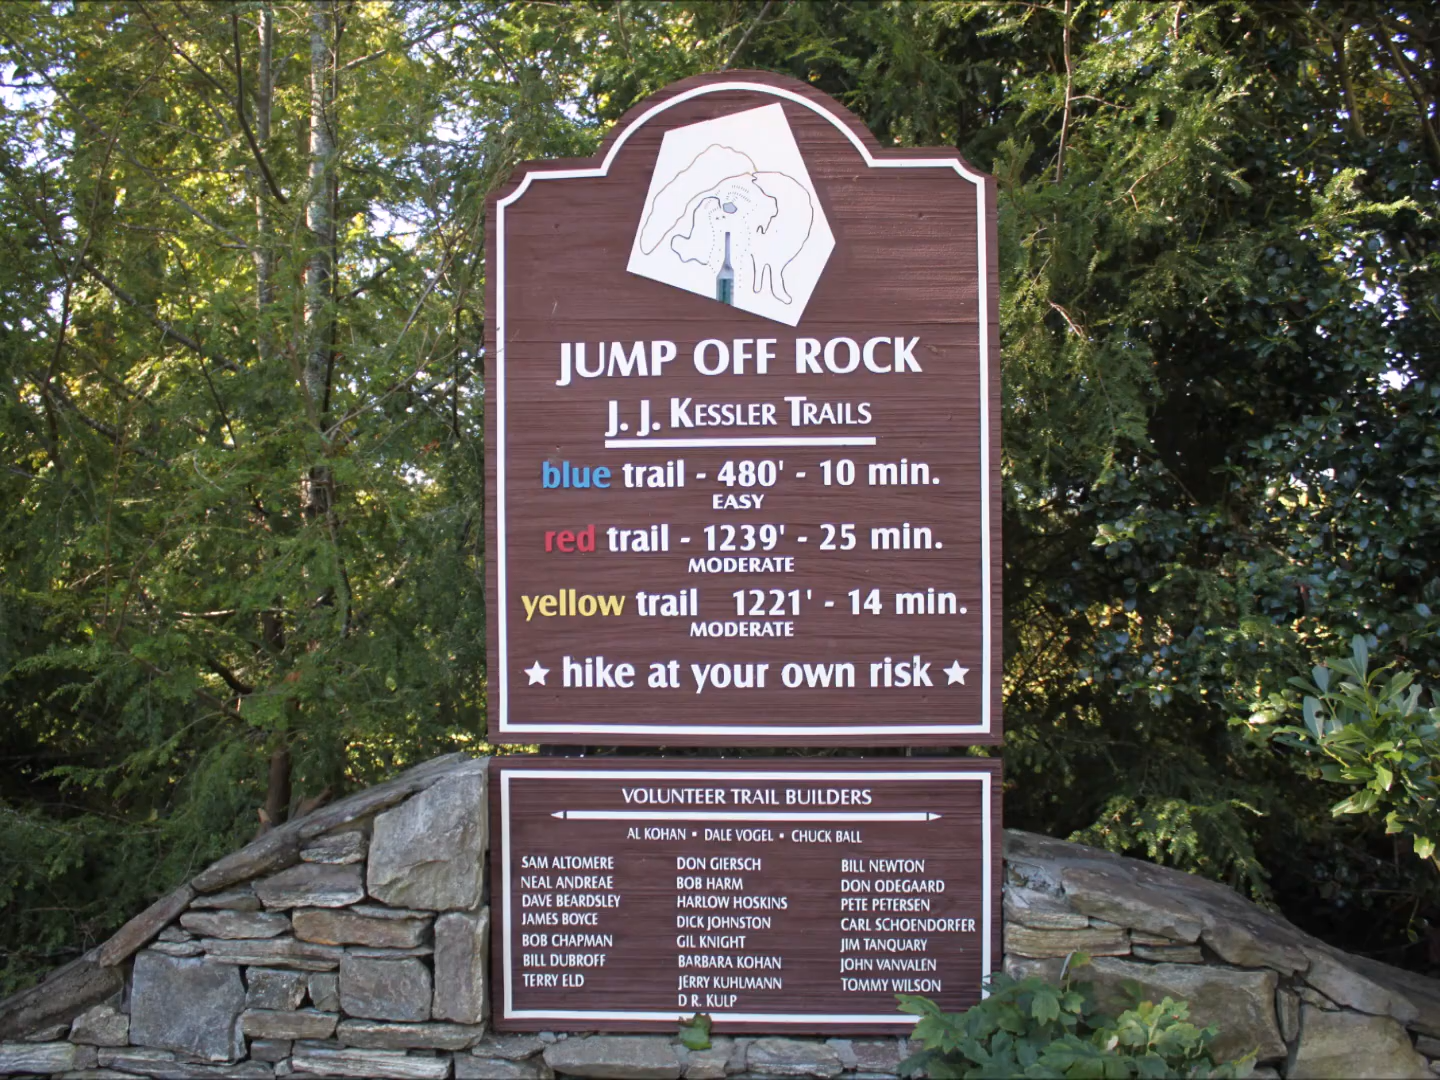 JUMP OFF ROCK
J. J. KESSLER TRAILS
blue trail - 480' - 10 min.
EASY
red trail - 1239' - 25 min.
MODERATE
yellow trail 1221' - 14 min.
MODERATE
★ hike at your own risk ★
VOLUNTEER TRAIL BUILDERS
AL KOHAN • DALE VOGEL • CHUCK BALL
SAM ALTOMERE
NEAL ANDREAE
DAVE BEARDSLEY
JAMES BOYCE
BOB CHAPMAN
BILL DUBROFF
TERRY ELD
DON GIERSCH
BOB HARM
HARLOW HOSKINS
DICK JOHNSTON
GIL KNIGHT
BARBARA KOHAN
JERRY KUHLMANN
D R. KULP
BILL NEWTON
DON ODEGAARD
PETE PETERSEN
CARL SCHOENDORFER
JIM TANQUARY
JOHN VANVALEN
TOMMY WILSON